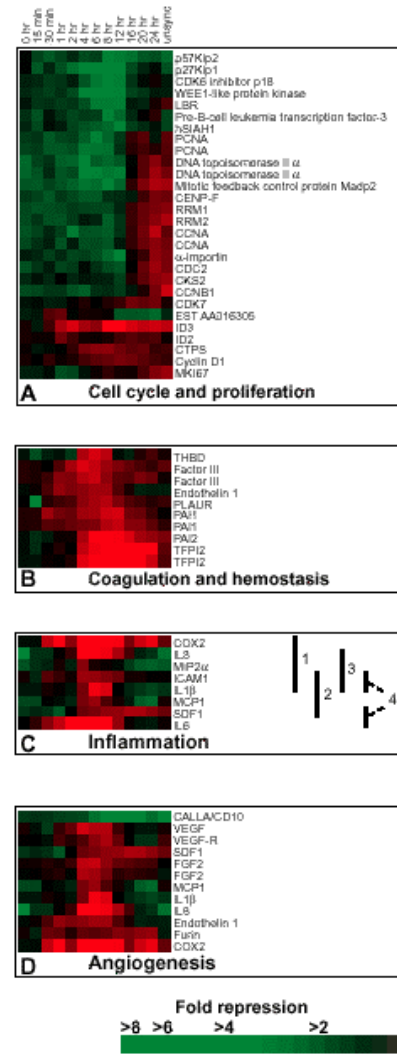 0 hr
15 min
30 min
1 hr
2 hr
4 hr
6 hr
8 hr
12 hr
16 hr
20 hr
24 hr
unsync
p57Kip2
p27Kip1
CDK6 inhibitor p18
WEE1-like protein kinase
LBR
Pre-B-cell leukemia transcription factor-3
hSIAH1
PCNA
PCNA
DNA topoisomerase II α
DNA topoisomerase II α
Mitotic feedback control protein Madp2
CENP-F
RRM1
RRM2
CCNA
CCNA
α-importin
CDC2
CKS2
CCNB1
CDK7
EST AA016305
ID3
ID2
CTPS
Cyclin D1
MKI67
A Cell cycle and proliferation
THBD
Factor III
Factor III
Endothelin 1
PLAUR
PAI1
PAI1
PAI2
TFPI2
TFPI2
B Coagulation and hemostasis
COX2
IL8
MIP2α
ICAM1
IL1β
MCP1
SDF1
IL6
1
2
3
4
C Inflammation
CALLA/CD10
VEGF
VEGF-R
SDF1
FGF2
FGF2
MCP1
IL1β
IL8
Endothelin 1
Furin
COX2
D Angiogenesis
Fold repression
>8 >6 >4 >2